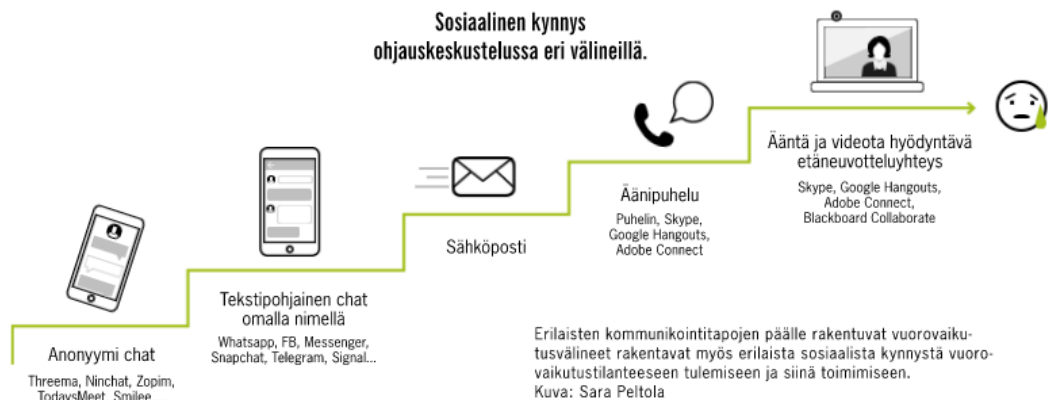 Sosiaalinen kynnys
ohjauskeskustelussa eri välineillä.
Anonyymi chat
Threema, Ninchat, Zopim,
TodaysMeet, Smilee...
Tekstipohjainen chat
omalla nimellä
Whatsapp, FB, Messenger,
Snapchat, Telegram, Signal...
Sähköposti
Äänipuhelu
Puhelin, Skype,
Google Hangouts,
Adobe Connect
Ääntä ja videota hyödyntävä
etäneuvotteluyhteys
Skype, Google Hangouts,
Adobe Connect,
Blackboard Collaborate
Erilaisten kommunikointitapojen päälle rakentuvat vuorovaiku-
tusvälineet rakentavat myös erilaista sosiaalista kynnystä vuoro-
vaikutustilanteeseen tulemiseen ja siinä toimimiseen.
Kuva: Sara Peltola